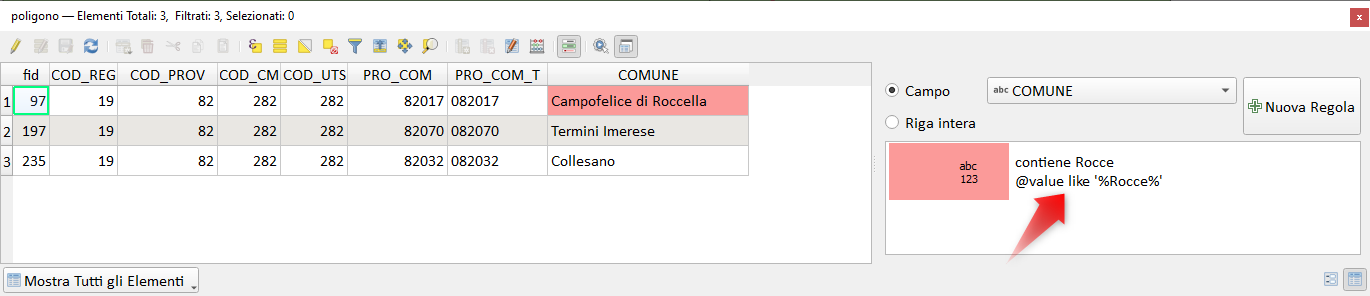 poligono — Elementi Totali: 3, Filtrati: 3, Selezionati: 0
x
fid COD_REG COD_PROV COD_CM COD_UTS PRO_COM PRO_COM_T COMUNE
1 97 19 82 282 282 82017 082017 Campofelice di Roccella
2 197 19 82 282 282 82070 082070 Termini Imerese
3 235 19 82 282 282 82032 082032 Collesano
Campo
abc COMUNE
Nuova Regola
Riga intera
abc
123
contiene Rocce
@value like '%Rocce%'
Mostra Tutti gli Elementi